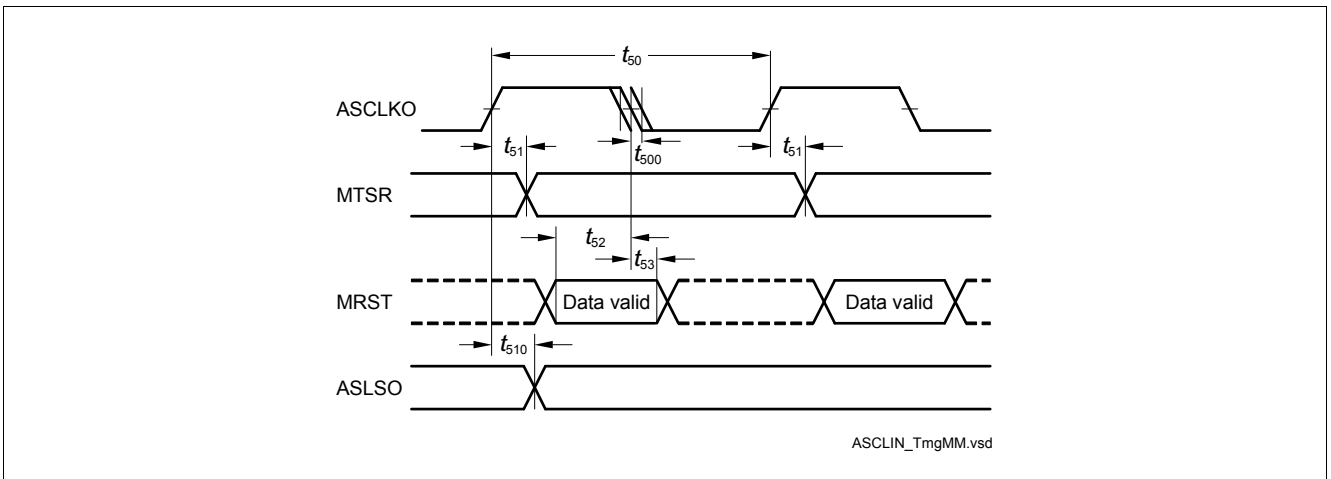 t50
ASCLKO
t51
t500
t51
MTSR
t52
t53
MRST
Data valid
Data valid
t510
ASLSO
ASCLIN_TmgMM.vsd